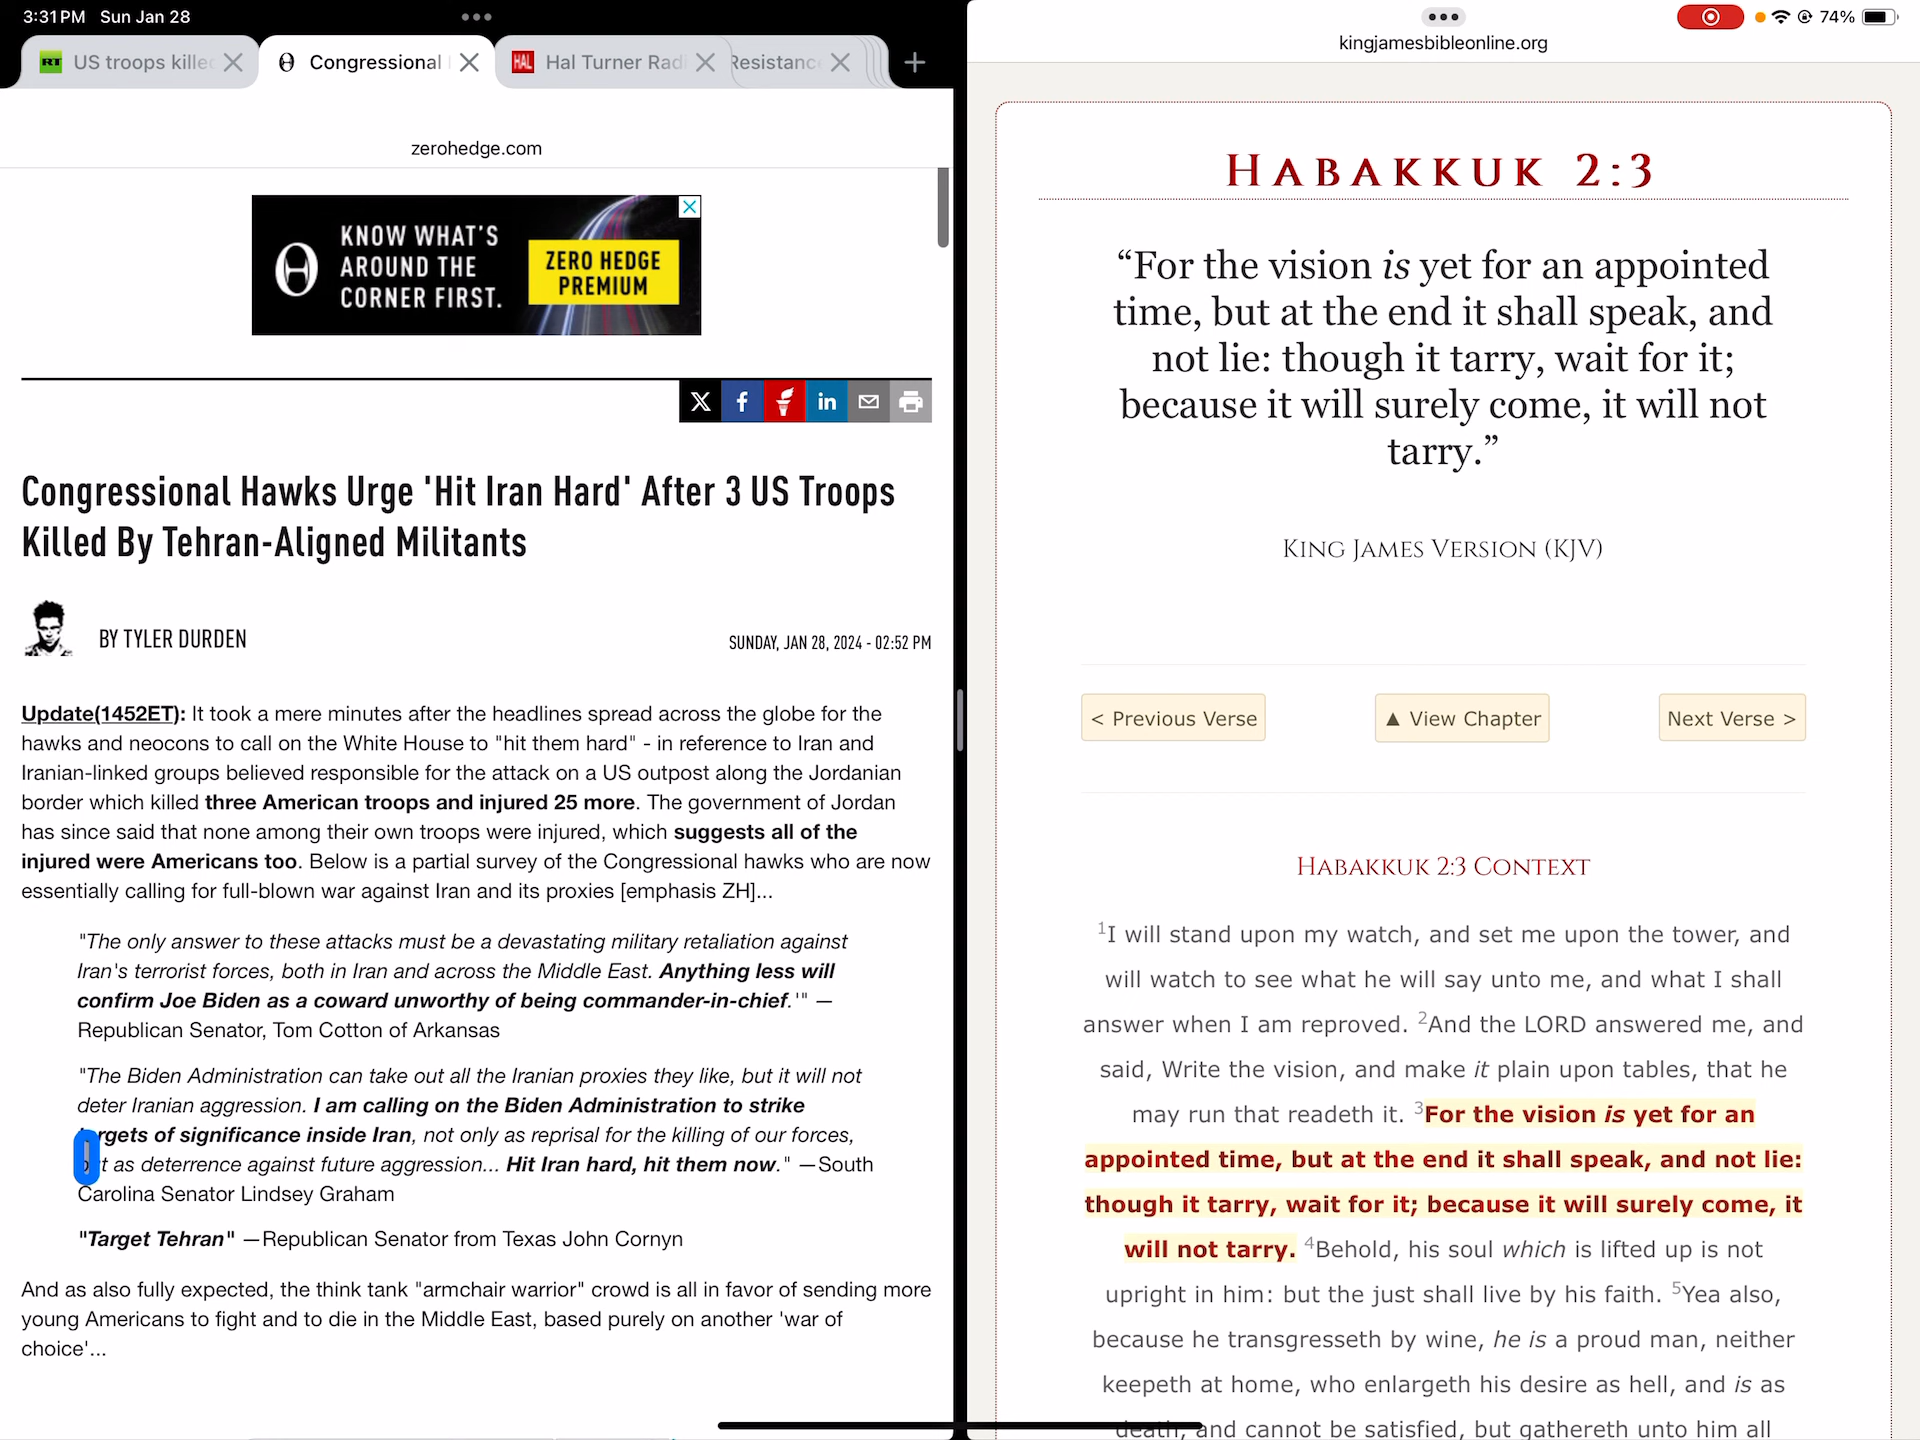 3:31 PM Sun Jan 28
74%
RT US troops kille
Congressional
HAL Hal Turner Rad
Resistanc
zerohedge.com
KNOW WHAT'S
AROUND THE
CORNER FIRST.
ZERO HEDGE
PREMIUM
Congressional Hawks Urge 'Hit Iran Hard' After 3 US Troops
Killed By Tehran-Aligned Militants
BY TYLER DURDEN
SUNDAY, JAN 28, 2024 - 02:52 PM
Update(1452ET): It took a mere minutes after the headlines spread across the globe for the
hawks and neocons to call on the White House to "hit them hard" - in reference to Iran and
Iranian-linked groups believed responsible for the attack on a US outpost along the Jordanian
border which killed three American troops and injured 25 more. The government of Jordan
has since said that none among their own troops were injured, which suggests all of the
injured were Americans too. Below is a partial survey of the Congressional hawks who are now
essentially calling for full-blown war against Iran and its proxies [emphasis ZH]...
"The only answer to these attacks must be a devastating military retaliation against
Iran's terrorist forces, both in Iran and across the Middle East. Anything less will
confirm Joe Biden as a coward unworthy of being commander-in-chief.'" —
Republican Senator, Tom Cotton of Arkansas
"The Biden Administration can take out all the Iranian proxies they like, but it will not
deter Iranian aggression. I am calling on the Biden Administration to strike
targets of significance inside Iran, not only as reprisal for the killing of our forces,
but as deterrence against future aggression... Hit Iran hard, hit them now." —South
Carolina Senator Lindsey Graham
"Target Tehran" —Republican Senator from Texas John Cornyn
And as also fully expected, the think tank "armchair warrior" crowd is all in favor of sending more
young Americans to fight and to die in the Middle East, based purely on another 'war of
choice'...
kingjamesbibleonline.org
HABAKKUK 2:3
“For the vision is yet for an appointed
time, but at the end it shall speak, and
not lie: though it tarry, wait for it;
because it will surely come, it will not
tarry.”
KING JAMES VERSION (KJV)
< Previous Verse
▲ View Chapter
Next Verse >
HABAKKUK 2:3 CONTEXT
1I will stand upon my watch, and set me upon the tower, and
will watch to see what he will say unto me, and what I shall
answer when I am reproved. 2And the LORD answered me, and
said, Write the vision, and make it plain upon tables, that he
may run that readeth it. 3For the vision is yet for an
appointed time, but at the end it shall speak, and not lie:
though it tarry, wait for it; because it will surely come, it
will not tarry. 4Behold, his soul which is lifted up is not
upright in him: but the just shall live by his faith. 5Yea also,
because he transgresseth by wine, he is a proud man, neither
keepeth at home, who enlargeth his desire as hell, and is as
death, and cannot be satisfied, but gathereth unto him all